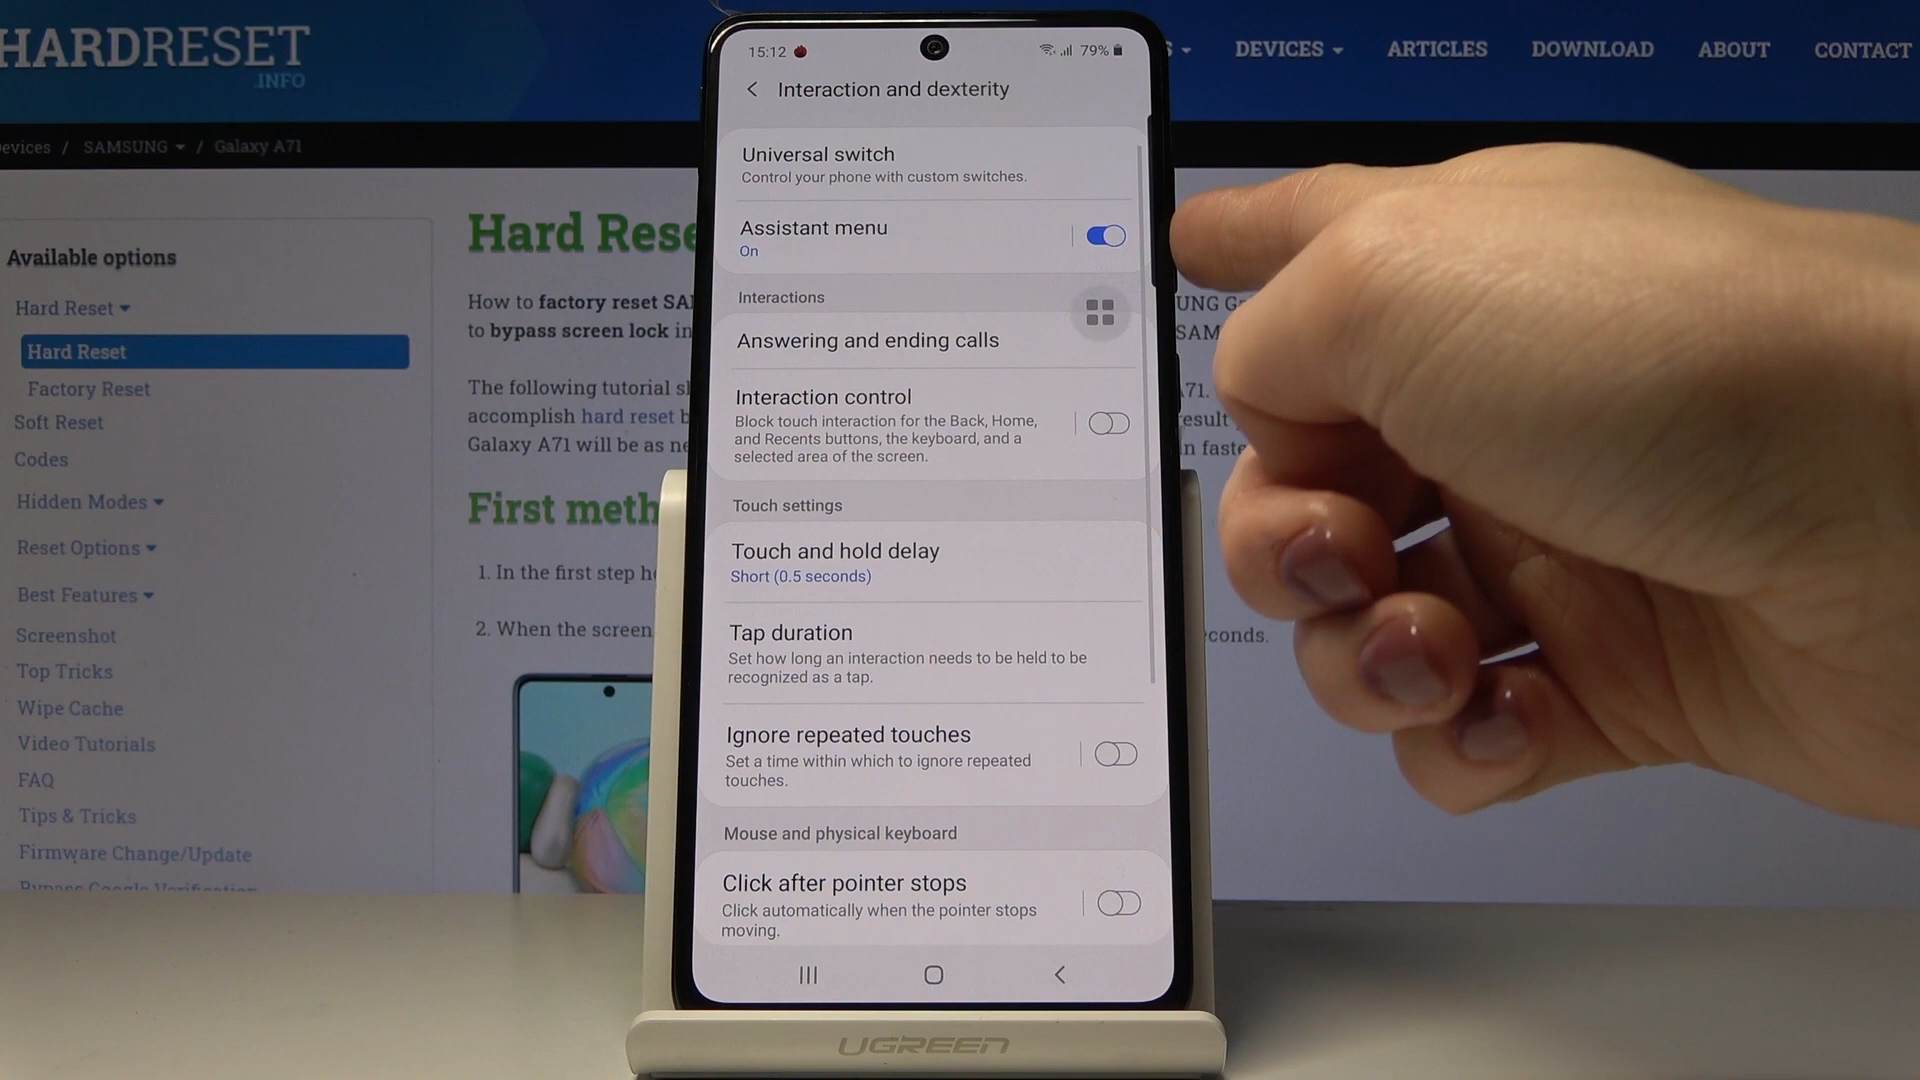 HARDRESET
.INFO
DEVICES
ARTICLES
DOWNLOAD
ABOUT
CONTACT
SAMSUNG / Galaxy A71
Available options
Hard Reset
Hard Reset
Factory Reset
Soft Reset
Codes
Hidden Modes
Reset Options
Best Features
Screenshot
Top Tricks
Wipe Cache
Video Tutorials
FAQ
Tips & Tricks
Firmware Change/Update
Hard Rese
How to factory reset SA
to bypass screen lock in
The following tutorial s
accomplish hard reset b
Galaxy A71 will be as ne
First meth
1. In the first step h
2. When the screen
UNG G
SAM
A71.
esult
n faste
conds.
15:12
79%
Interaction and dexterity
Universal switch
Control your phone with custom switches.
Assistant menu
On
Interactions
Answering and ending calls
Interaction control
Block touch interaction for the Back, Home,
and Recents buttons, the keyboard, and a
selected area of the screen.
Touch settings
Touch and hold delay
Short (0.5 seconds)
Tap duration
Set how long an interaction needs to be held to be
recognized as a tap.
Ignore repeated touches
Set a time within which to ignore repeated
touches.
Mouse and physical keyboard
Click after pointer stops
Click automatically when the pointer stops
moving.
UGREEN